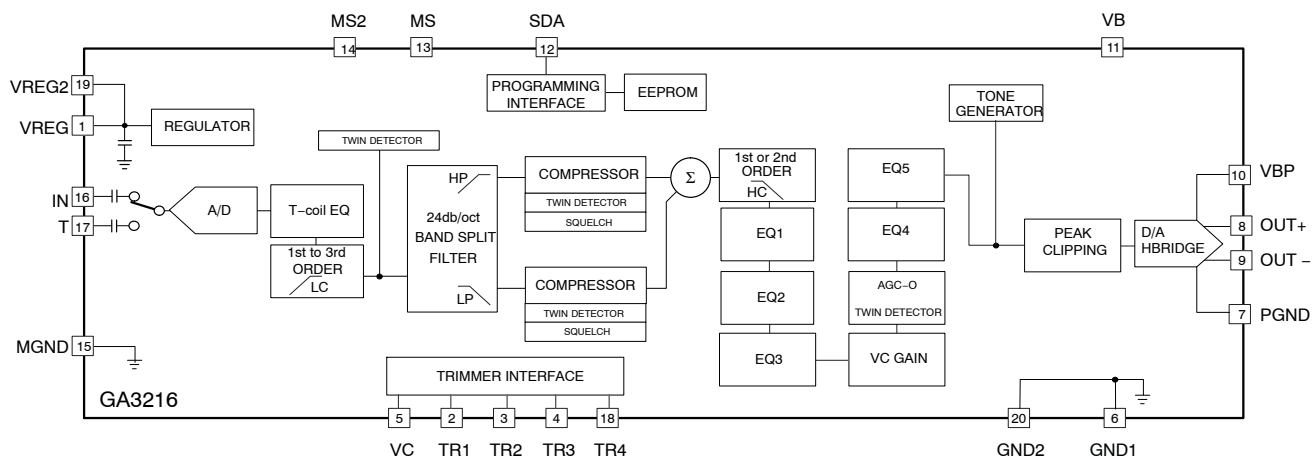 MS2 MS SDA VB
14 13 12 11
VREG2 19
VREG 1
REGULATOR
PROGRAMMING
INTERFACE
EEPROM
TONE
GENERATOR
TWIN DETECTOR
IN 16
T 17
A/D
T−coil EQ
1st to 3rd
ORDER
LC
HP
24db/oct
BAND SPLIT
FILTER
LP
COMPRESSOR
TWIN DETECTOR
SQUELCH
COMPRESSOR
TWIN DETECTOR
SQUELCH
Σ
1st or 2nd
ORDER
HC
EQ1
EQ2
EQ3
EQ5
EQ4
AGC−O
TWIN DETECTOR
VC GAIN
PEAK
CLIPPING
D/A
HBRIDGE
10 VBP
8 OUT+
9 OUT −
7 PGND
MGND 15
GA3216
TRIMMER INTERFACE
5 2 3 4 18 20 6
VC TR1 TR2 TR3 TR4 GND2 GND1